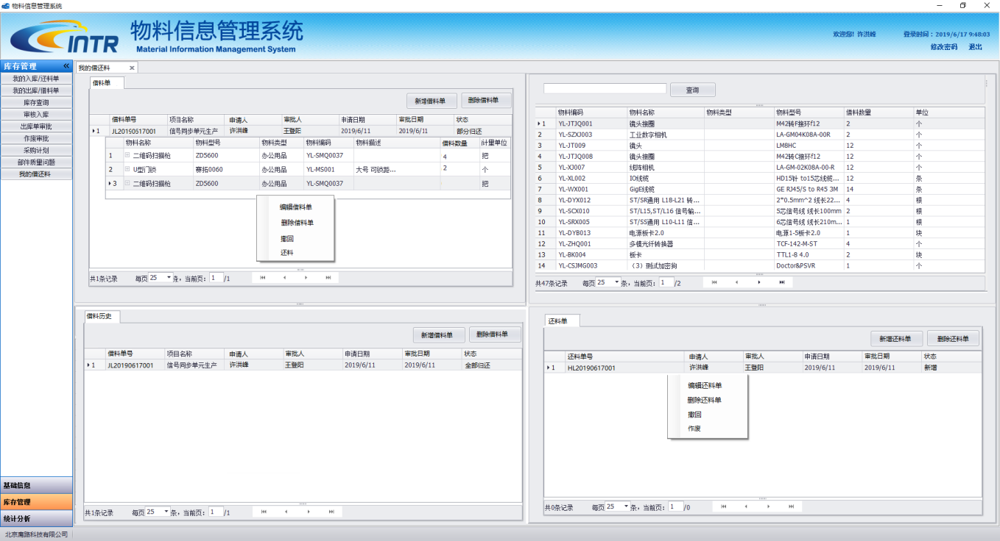 物料信息管理系统
INTR
物料信息管理系统
Material Information Management System
欢迎您! 许洪峰 登录时间：2019/6/17 9:48:03
修改密码 退出
库存管理 «
我的入库/还料单
我的出库/借料单
库存查询
审核入库
出库单审批
作废审批
采购计划
部件质量问题
我的借还料
基础信息
库存管理
统计分析
北京鹰路科技有限公司
我的借还料 x
借料单
新增借料单 删除借料单
借料单号 项目名称 申请人 审批人 申请日期 审批日期 状态
1 JL20190517001 信号同步单元生产 许洪峰 王登阳 2019/6/11 2019/6/11 部分归还
物料名称 物料型号 物料类型 物料编码 物料描述 借料数量 计量单位
1 二维码扫描枪 ZD5600 办公用品 YL-SMQ0037 4 把
2 U型门锁 赛拓0060 办公用品 YL-MS001 大号 可锁距... 2 个
3 二维码扫描枪 ZD5600 办公用品 YL-SMQ0037 把
编辑借料单
删除借料单
撤回
还料
共1条记录 每页 25 条，当前页： 1 /1
查询
物料编码 物料名称 物料类型 物料型号 借料数量 单位
1 YL-JTJQ001 镜头接圈 M42转F接环f12 2 个
2 YL-SZXJ003 工业数字相机 LA-GM04K08A-00R 2 个
3 YL-JT009 镜头 LM8HC 12 个
4 YL-JTJQ008 镜头接圈 M42转C接环f12 12 个
5 YL-XJ007 线阵相机 LA-GM-02K08A-00-R 12 个
6 YL-XL002 IO线缆 HD15针 to15芯线缆... 12 条
7 YL-WX001 GigE线缆 GE RJ45/S to R45 3M 14 条
8 YL-DYX012 ST/SR通用 L18-L21 转... 2*0.5mm^2 线长22... 4 根
9 YL-SCX010 ST/L15,ST/L16 信号输... 5芯信号线 线长100mm 2 根
10 YL-SRX005 ST/SS通用 L10-L11 信... 6芯信号线 线长210m... 1 根
11 YL-DYB013 电源板卡2.0 电源1-5板卡2.0 1 块
12 YL-ZHQ001 多模光纤转换器 TCF-142-M-ST 4 个
13 YL-BK004 板卡 TTL1-8 4.0 2 块
14 YL-CSJMG003 （3）测试加密狗 Doctor&PSVR 1 个
共47条记录 每页 25 条，当前页： 1 /2
借料历史
新增借料单 删除借料单
借料单号 项目名称 申请人 审批人 申请日期 审批日期 状态
1 JL20190617001 信号同步单元生产 许洪峰 王登阳 2019/6/11 2019/6/11 全部归还
共1条记录 每页 25 条，当前页： 1 /1
还料单
新增还料单 删除还料单
还料单号 申请人 审批人 申请日期 审批日期 状态
1 HL20190617001 许洪峰 王登阳 2019/6/11 2019/6/11 新增
编辑还料单
删除还料单
撤回
作废
共0条记录 每页 25 条，当前页： 1 /0